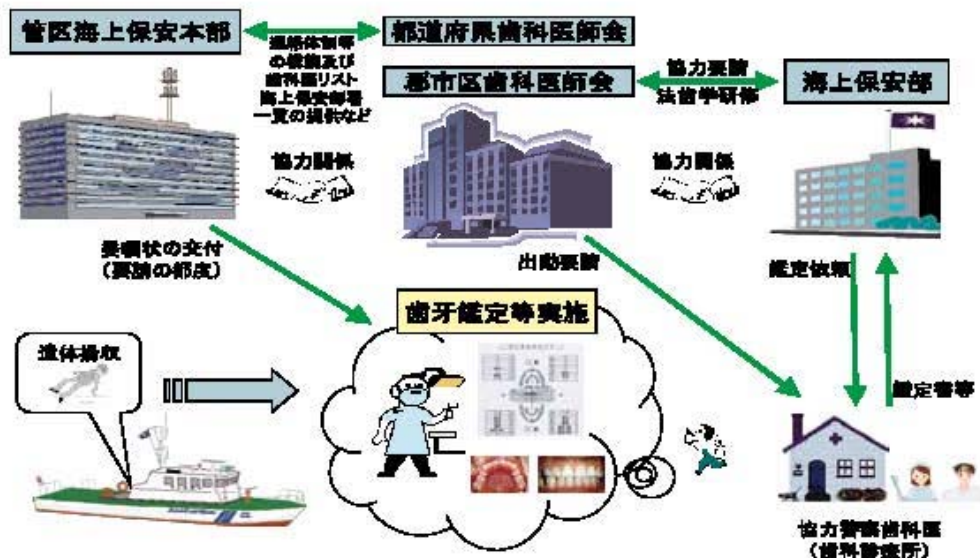 管区海上保安本部
都道府県歯科医師会
連絡体制等
の構築及び
歯科医リスト
海上保安部署
一覧の提供など
郡市区歯科医師会
協力要請
法歯学研修
海上保安部
協力関係
協力関係
委嘱状の交付
(要請の都度)
出動要請
鑑定依頼
歯牙鑑定等実施
遺体揚収
鑑定書等
協力警察歯科医
(歯科診療所)